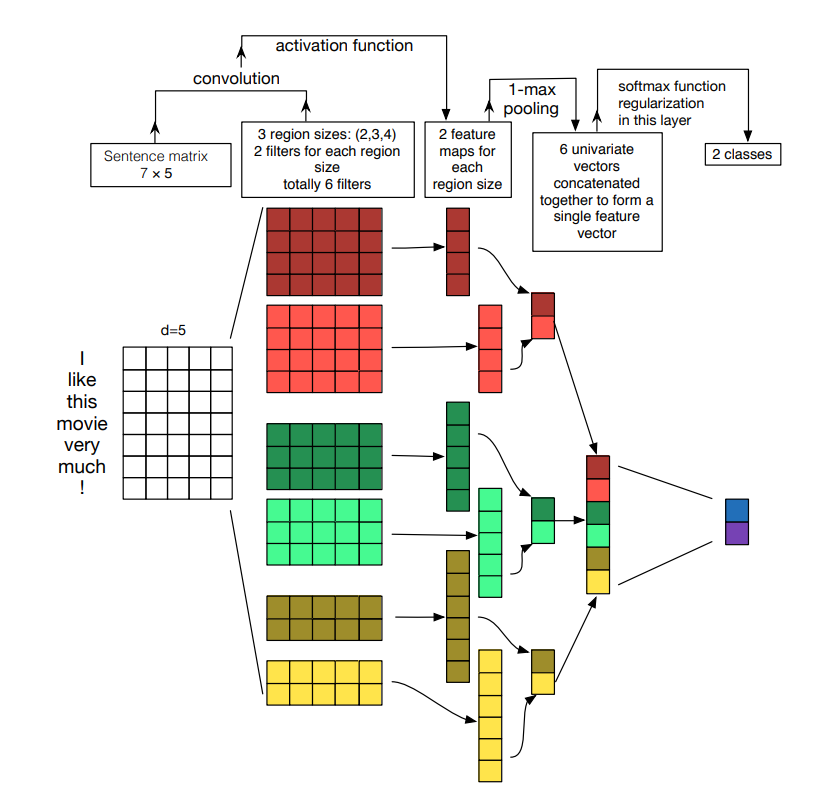 activation function
convolution
1-max
pooling
softmax function
regularization
in this layer
Sentence matrix
7 × 5
3 region sizes: (2,3,4)
2 filters for each region
size
totally 6 filters
2 feature
maps for
each
region size
6 univariate
vectors
concatenated
together to form a
single feature
vector
2 classes
d=5
I
like
this
movie
very
much
!